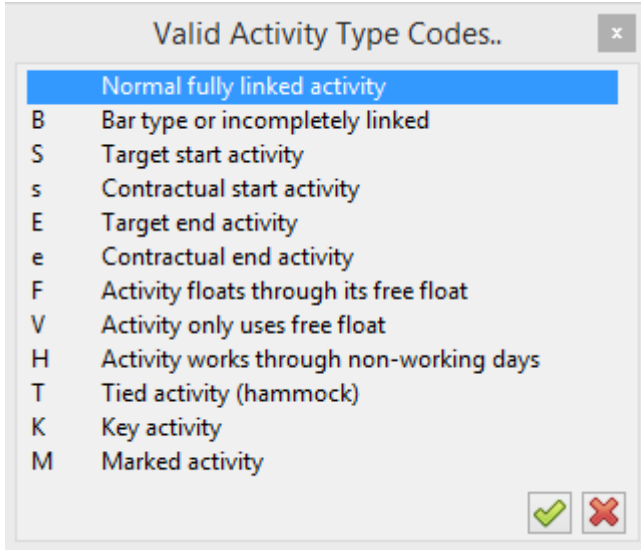 Valid Activity Type Codes..
x
Normal fully linked activity
B Bar type or incompletely linked
S Target start activity
s Contractual start activity
E Target end activity
e Contractual end activity
F Activity floats through its free float
V Activity only uses free float
H Activity works through non-working days
T Tied activity (hammock)
K Key activity
M Marked activity